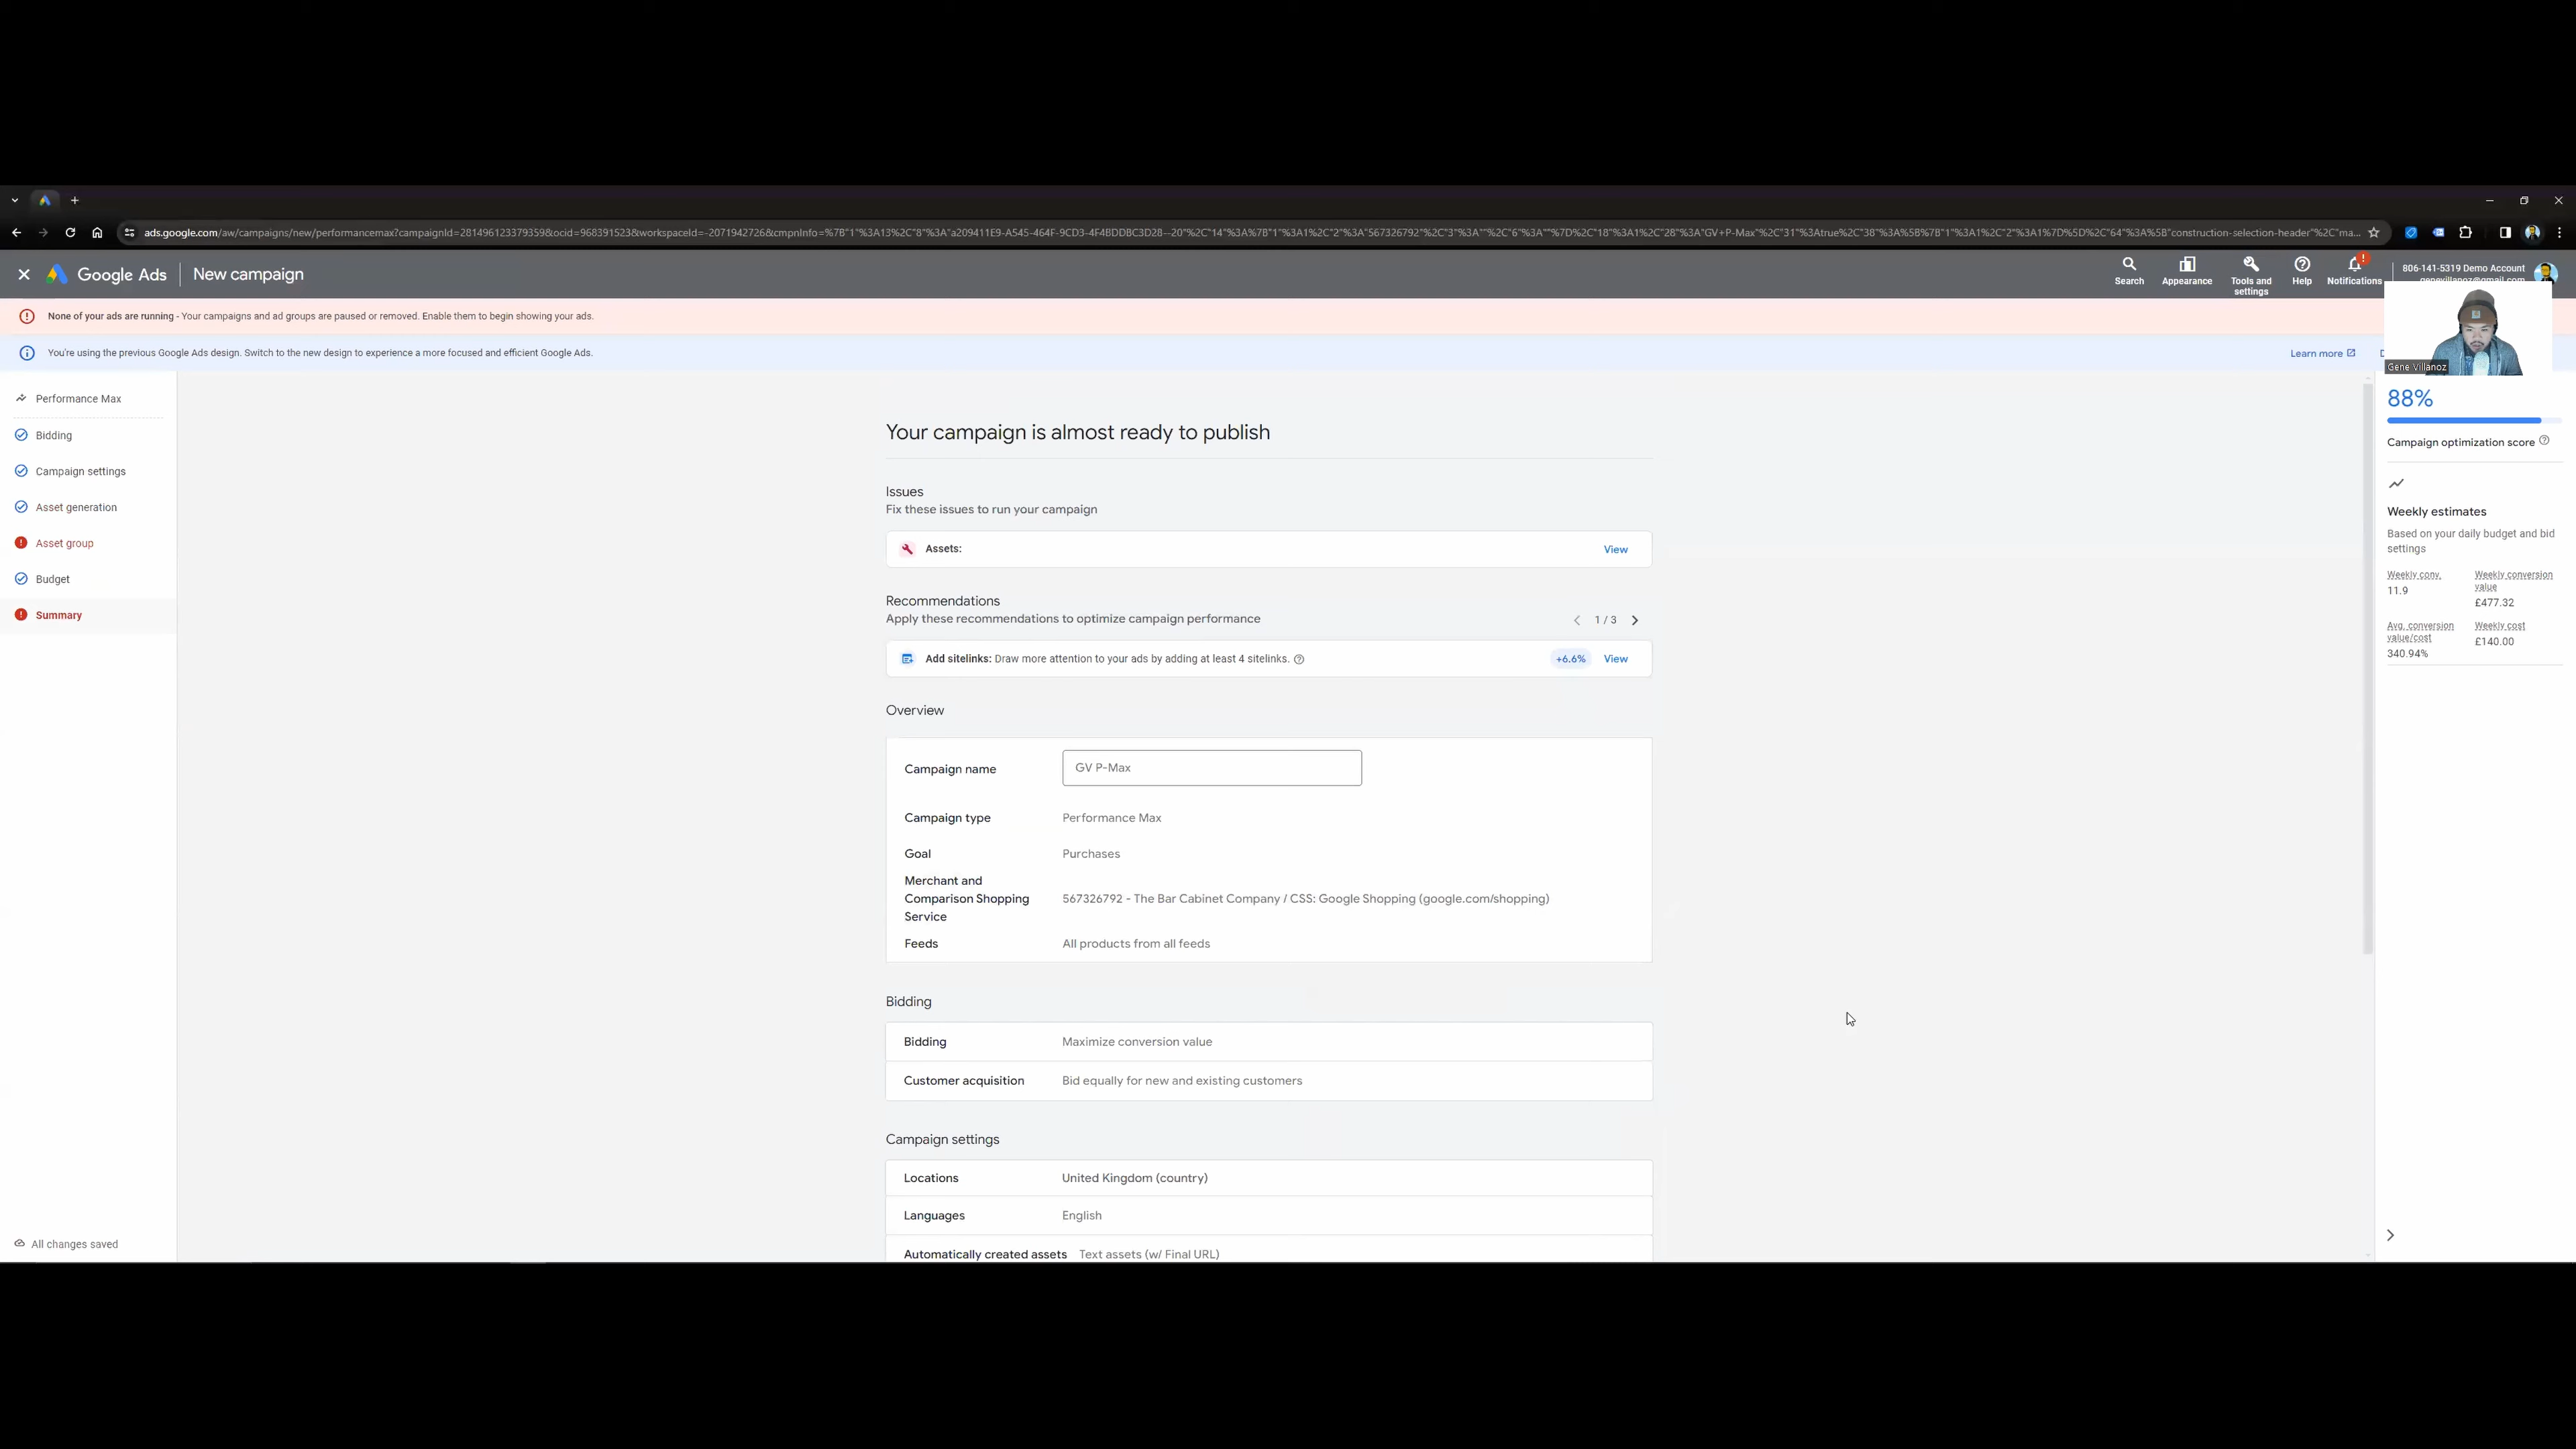 ads.google.com/aw/campaigns/new/performancemax?campaignId=281496123379359&ocid=968391523&workspaceId=-2071942726&cmpnInfo=%7B"1"%3A13%2C"8"%3A"a209411E9-A545-464F-9CD3-4F4BDDBC3D28--20"%2C"14"%3A%7B"1"%3A1%2C"2"%3A"567326792"%2C"3"%3A""%2C"6"%3A""%7D%2C"18"%3A1%2C"28"%3A"GV+P-Max"%2C"31"%3Atrue%2C"38"%3A%5B%7B"1"%3A1%2C"2"%3A1%7D%5D%2C"64"%3A%5B"construction-selection-header"%2C"ma...
Google Ads
New campaign
Search
Appearance
Tools and settings
Help
Notifications
806-141-5319 Demo Account
genevillanoz@gmail.com
None of your ads are running - Your campaigns and ad groups are paused or removed. Enable them to begin showing your ads.
You're using the previous Google Ads design. Switch to the new design to experience a more focused and efficient Google Ads.
Learn more
Gene Villanoz
Performance Max
Bidding
Campaign settings
Asset generation
Asset group
Budget
Summary
All changes saved
Your campaign is almost ready to publish
Issues
Fix these issues to run your campaign
Assets:
View
Recommendations
Apply these recommendations to optimize campaign performance
1 / 3
Add sitelinks: Draw more attention to your ads by adding at least 4 sitelinks.
+6.6%
View
Overview
Campaign name
GV P-Max
Campaign type
Performance Max
Goal
Purchases
Merchant and
Comparison Shopping
Service
567326792 - The Bar Cabinet Company / CSS: Google Shopping (google.com/shopping)
Feeds
All products from all feeds
Bidding
Bidding
Maximize conversion value
Customer acquisition
Bid equally for new and existing customers
Campaign settings
Locations
United Kingdom (country)
Languages
English
Automatically created assets
Text assets (w/ Final URL)
88%
Campaign optimization score
Weekly estimates
Based on your daily budget and bid
settings
Weekly conv.
11.9
Weekly conversion
value
£477.32
Avg. conversion
value/cost
340.94%
Weekly cost
£140.00